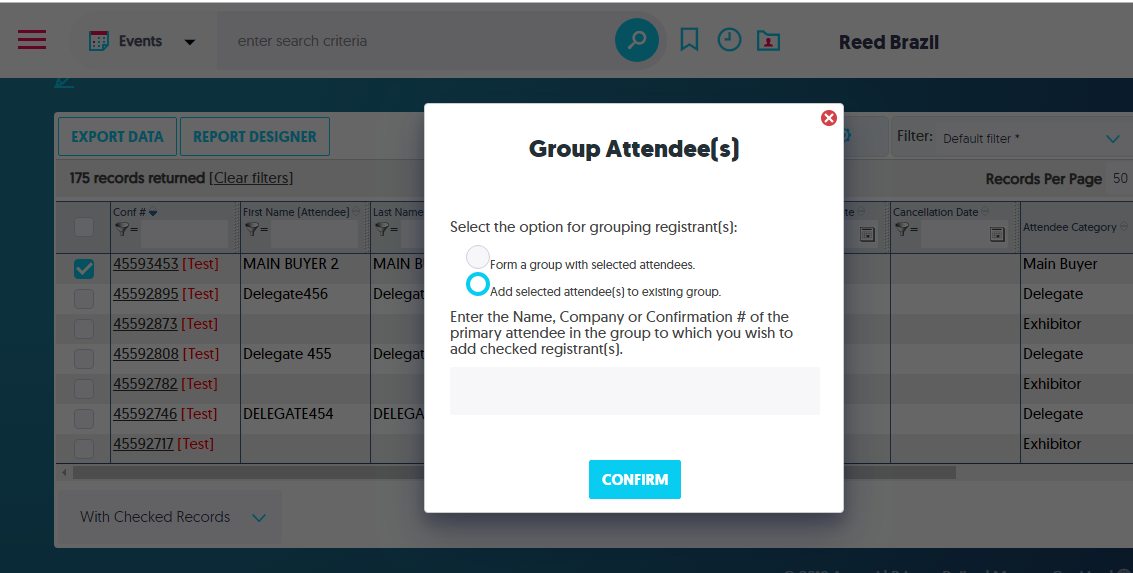 Events
enter search criteria
Reed Brazil
EXPORT DATA
REPORT DESIGNER
Filter: Default filter *
175 records returned [Clear filters]
Records Per Page 50
Conf #
First Name (Attendee)
Last Name
Cancellation Date
Attendee Category
=
=
=
=
45593453 [Test] MAIN BUYER 2 MAIN B Main Buyer
45592895 [Test] Delegate456 Delegat Delegate
45592873 [Test] Exhibitor
45592808 [Test] Delegate 455 Delegat Delegate
45592782 [Test] Exhibitor
45592746 [Test] DELEGATE454 DELEGA Delegate
45592717 [Test] Exhibitor
With Checked Records
Group Attendee(s)
Select the option for grouping registrant(s):
Form a group with selected attendees.
Add selected attendee(s) to existing group.
Enter the Name, Company or Confirmation # of the
primary attendee in the group to which you wish to
add checked registrant(s).
CONFIRM